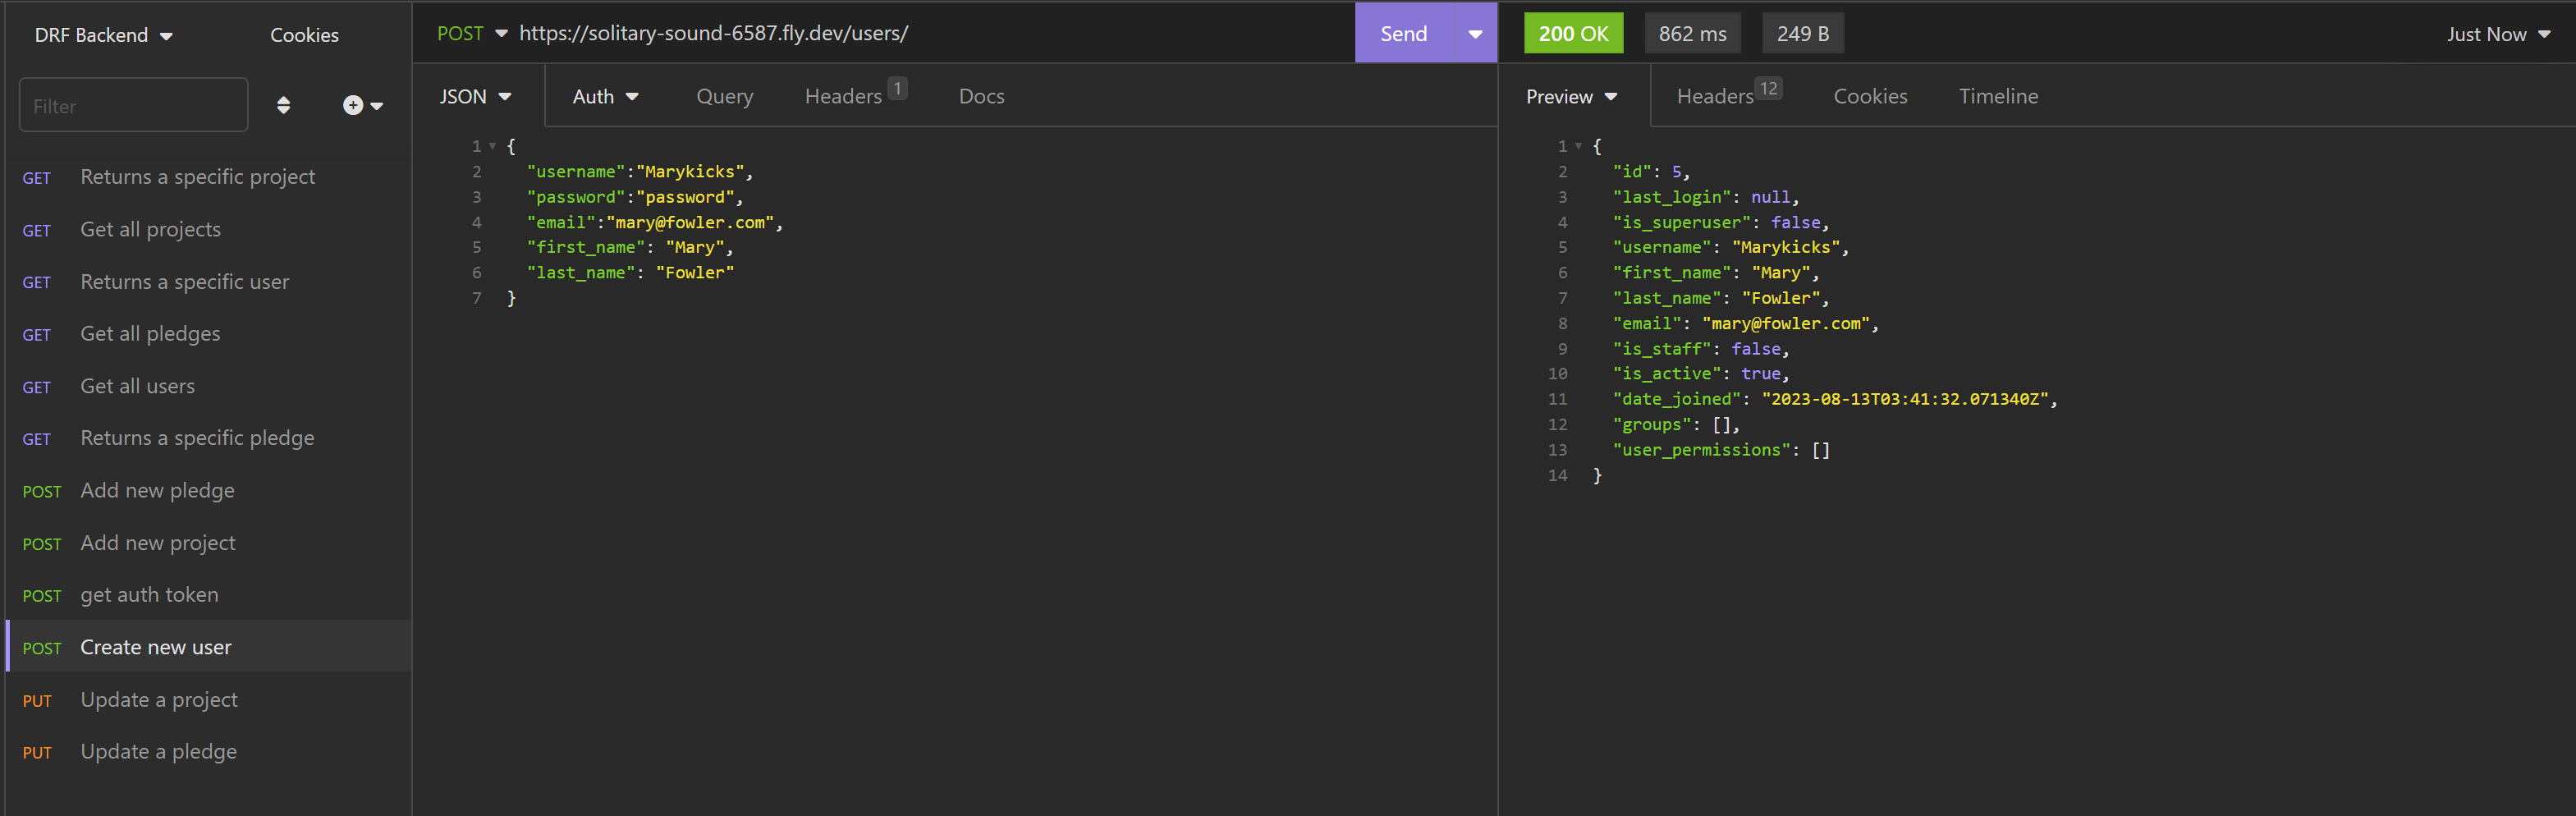 DRF Backend Cookies
Filter
GET Returns a specific project
GET Get all projects
GET Returns a specific user
GET Get all pledges
GET Get all users
GET Returns a specific pledge
POST Add new pledge
POST Add new project
POST get auth token
POST Create new user
PUT Update a project
PUT Update a pledge
POST https://solitary-sound-6587.fly.dev/users/ Send
JSON Auth Query Headers 1 Docs
1 {
2 "username":"Marykicks",
3 "password":"password",
4 "email":"mary@fowler.com",
5 "first_name": "Mary",
6 "last_name": "Fowler"
7 }
200 OK 862 ms 249 B Just Now
Preview Headers 12 Cookies Timeline
1 {
2 "id": 5,
3 "last_login": null,
4 "is_superuser": false,
5 "username": "Marykicks",
6 "first_name": "Mary",
7 "last_name": "Fowler",
8 "email": "mary@fowler.com",
9 "is_staff": false,
10 "is_active": true,
11 "date_joined": "2023-08-13T03:41:32.071340Z",
12 "groups": [],
13 "user_permissions": []
14 }